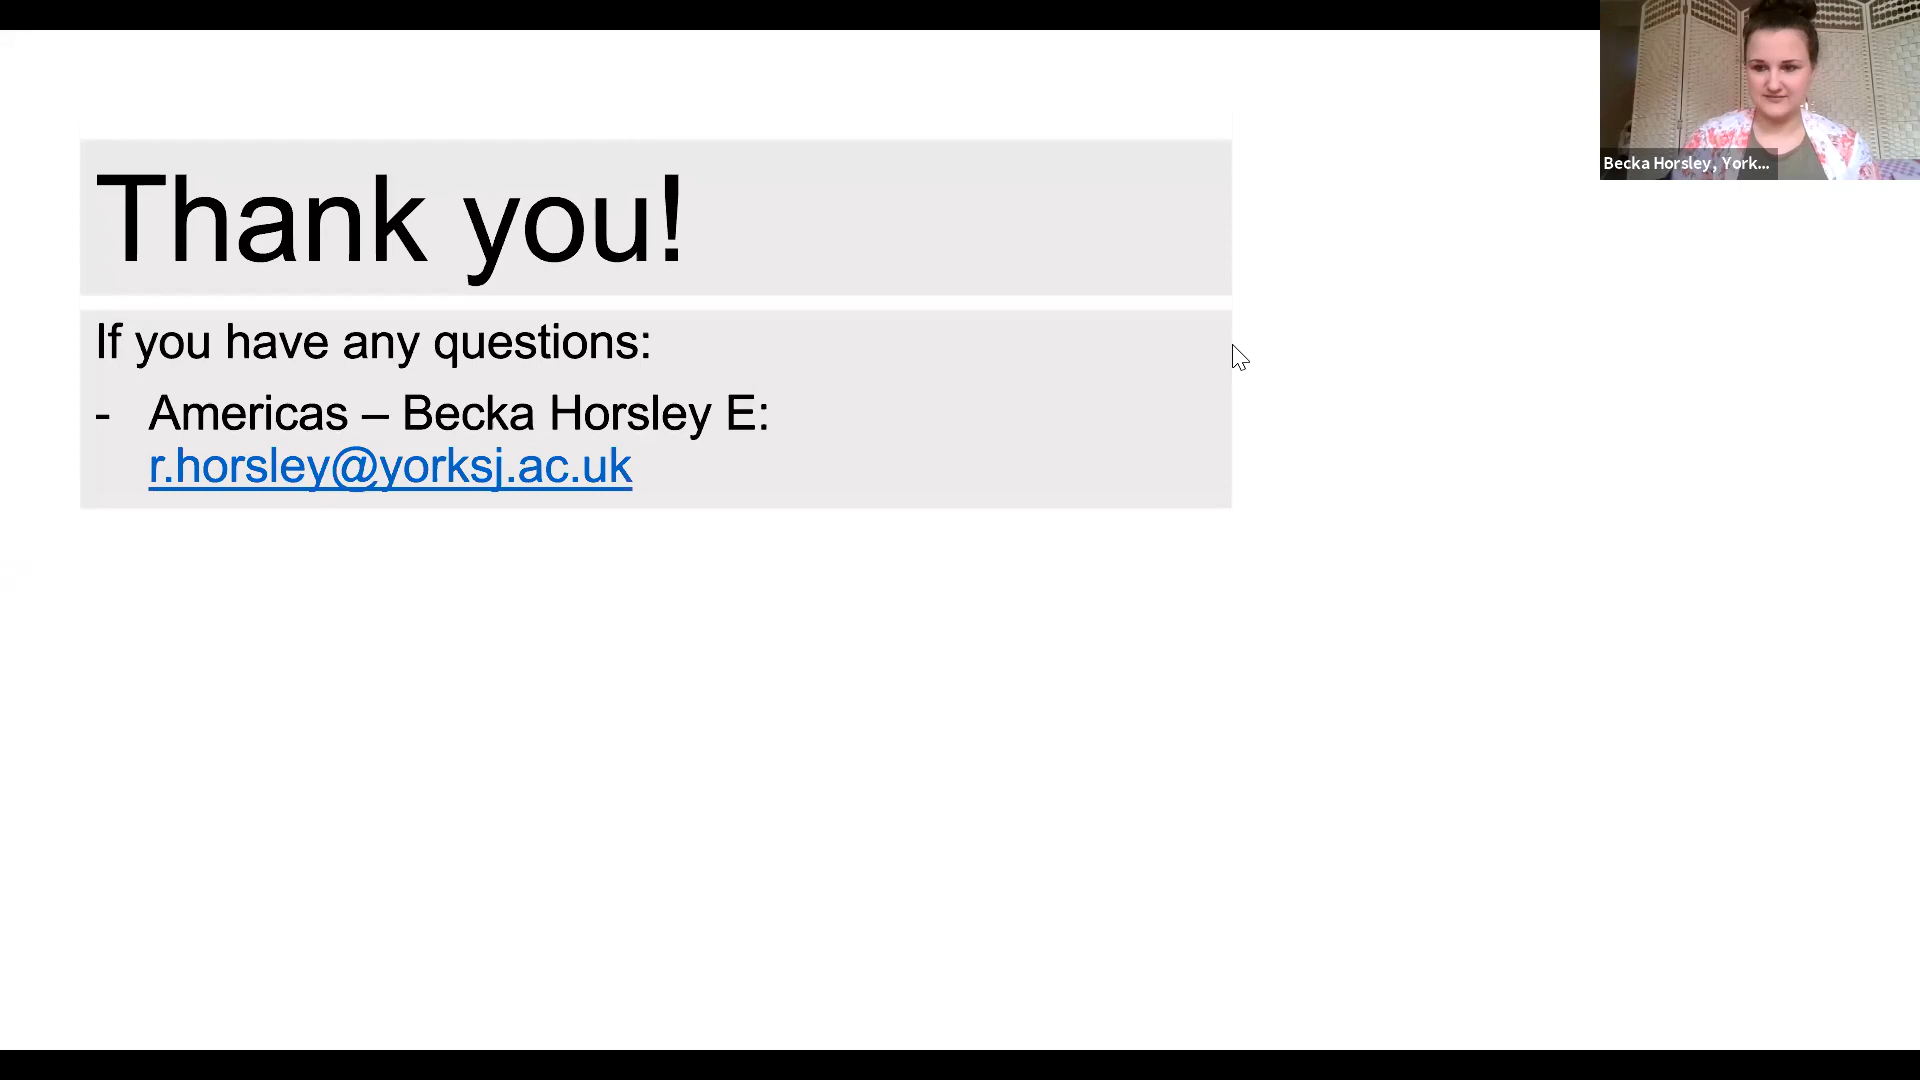 Becka Horsley, York...
Thank you!
If you have any questions:
- Americas – Becka Horsley E:
r.horsley@yorksj.ac.uk